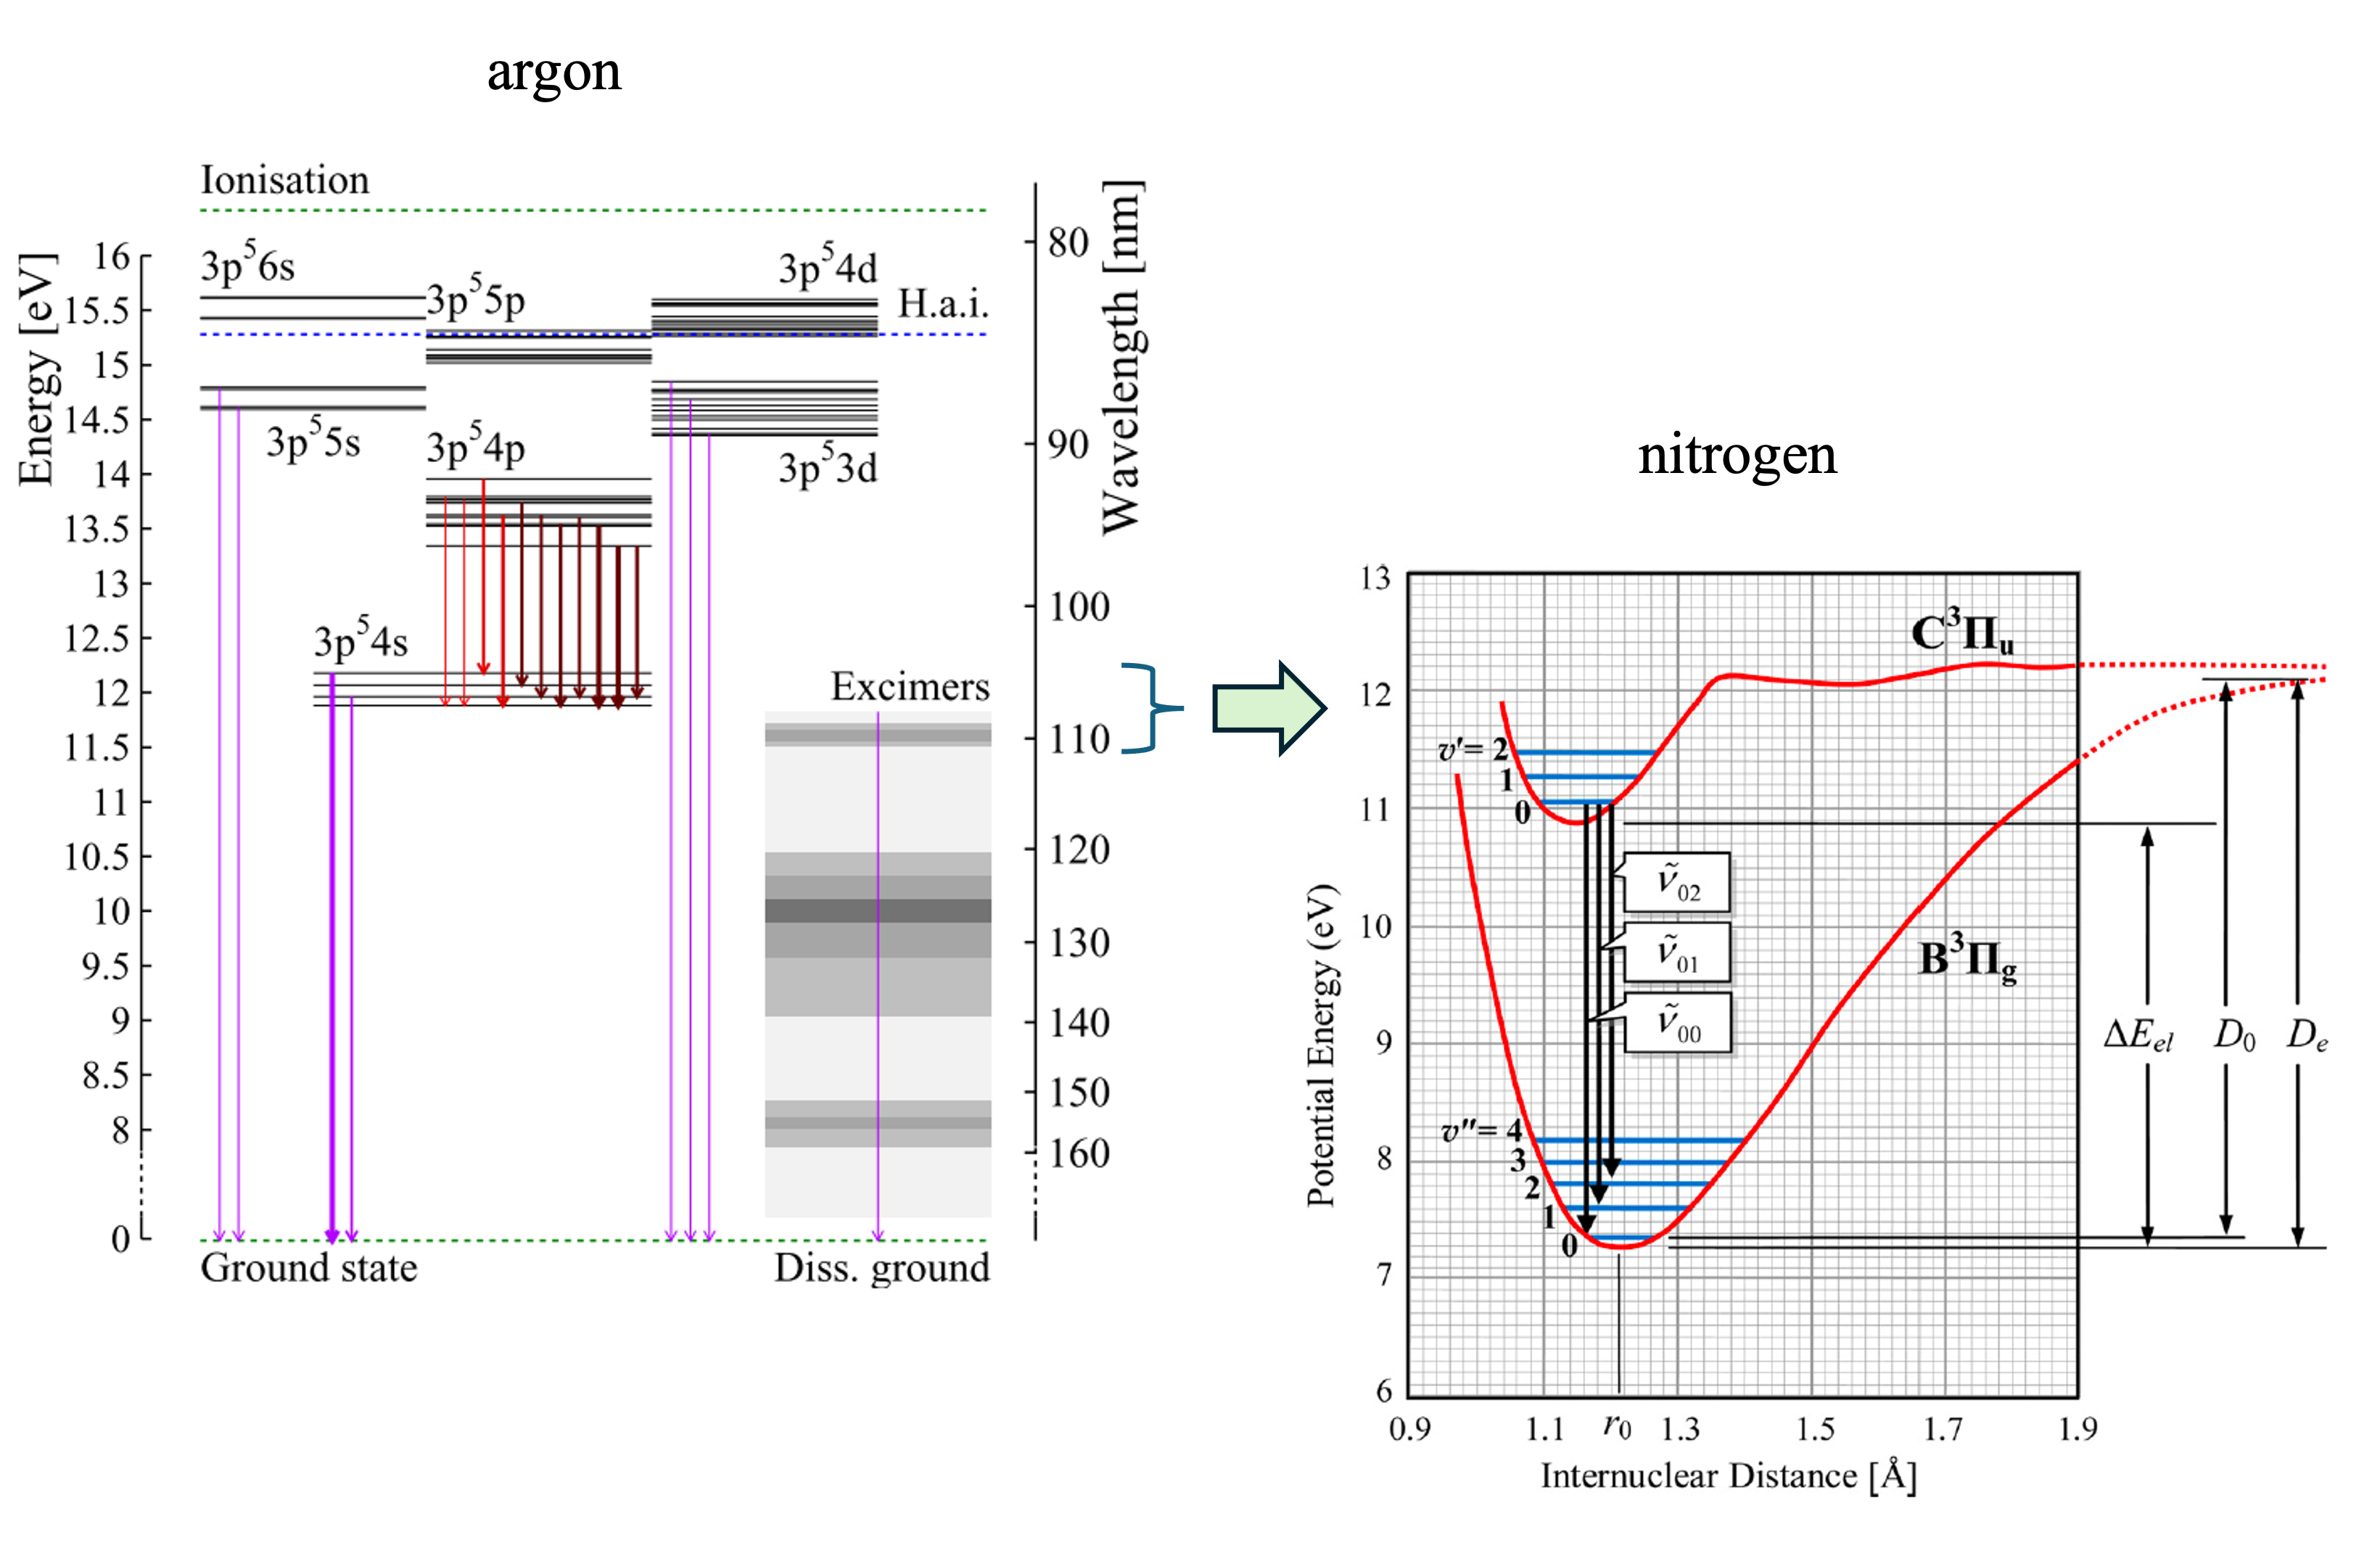 argon
Ionisation
Energy [eV]
16
15.5
15
14.5
14
13.5
13
12.5
12
11.5
11
10.5
10
9.5
9
8.5
8
0
3p⁵6s
3p⁵5p
3p⁵4d
H.a.i.
3p⁵5s
3p⁵4p
3p⁵3d
3p⁵4s
Excimers
Ground state
Diss. ground
Wavelength [nm]
80
90
100
110
120
130
140
150
160
nitrogen
Potential Energy (eV)
13
12
11
10
9
8
7
6
C³Πᵤ
v'= 2
1
0
ν̃₀₂
ν̃₀₁
ν̃₀₀
B³Π_g
v''= 4
3
2
1
0
ΔE_el
D₀
Dₑ
0.9
1.1
r₀
1.3
1.5
1.7
1.9
Internuclear Distance [Å]